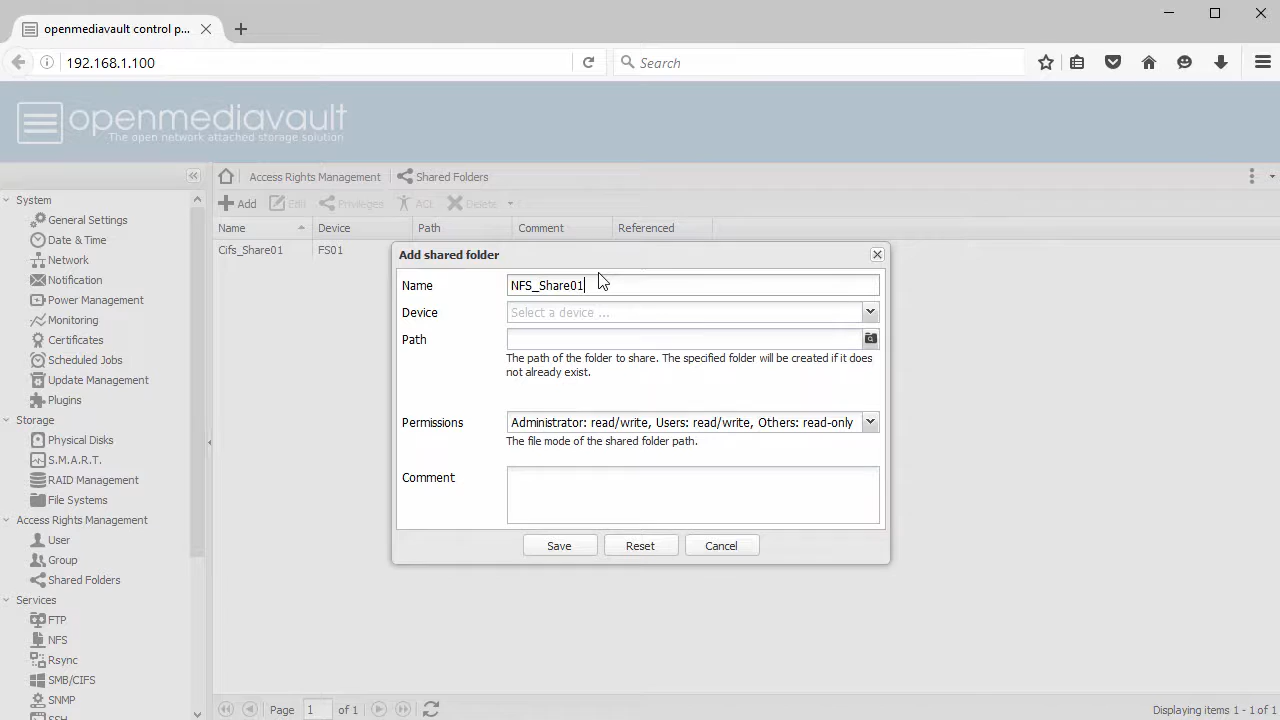 openmediavault control p...
192.168.1.100
Search
openmediavault
The open network attached storage solution
System
General Settings
Date & Time
Network
Notification
Power Management
Monitoring
Certificates
Scheduled Jobs
Update Management
Plugins
Storage
Physical Disks
S.M.A.R.T.
RAID Management
File Systems
Access Rights Management
User
Group
Shared Folders
Services
FTP
NFS
Rsync
SMB/CIFS
SNMP
SSH
Access Rights Management Shared Folders
Add Edit Privileges ACL Delete
Name Device Path Comment Referenced
Cifs_Share01 FS01
Add shared folder
Name NFS_Share01
Device Select a device ...
Path
The path of the folder to share. The specified folder will be created if it does
not already exist.
Permissions Administrator: read/write, Users: read/write, Others: read-only
The file mode of the shared folder path.
Comment
Save Reset Cancel
Page 1 of 1
Displaying items 1 - 1 of 1